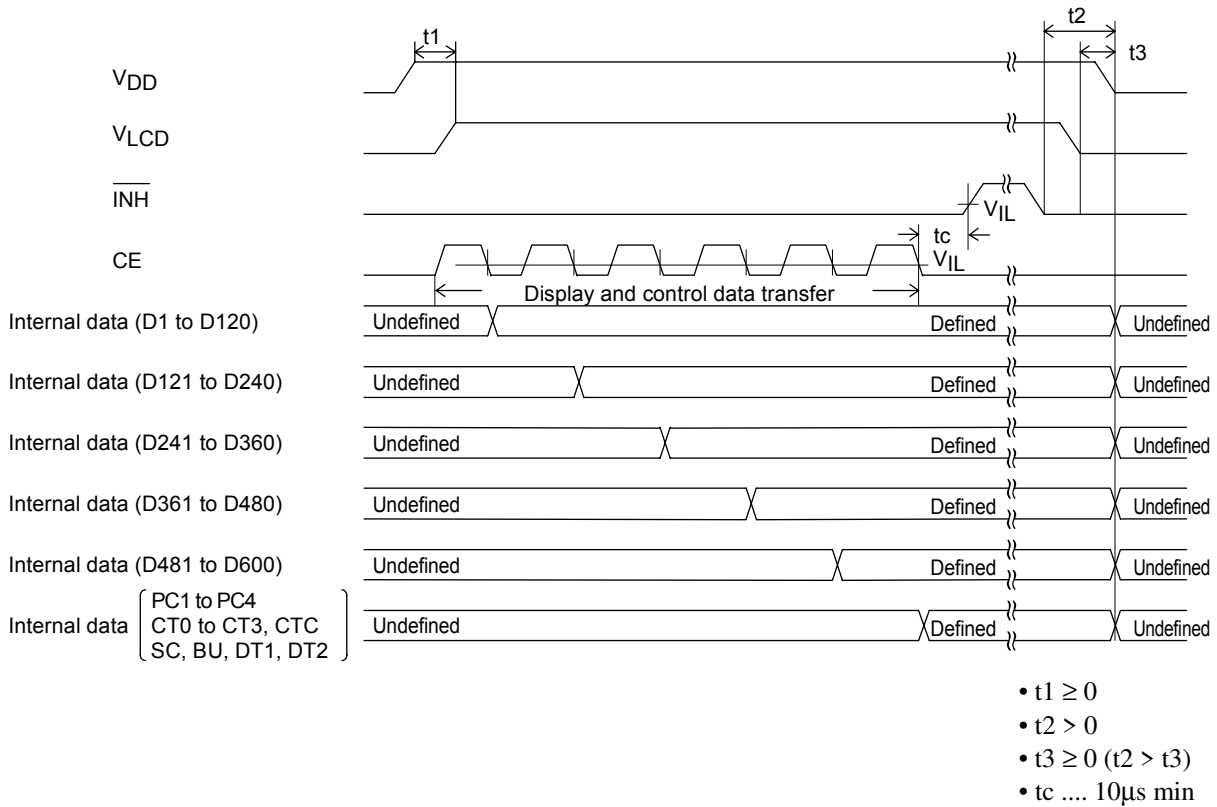 t2
t1
t3
VDD
VLCD
INH
VIL
tc
CE
VIL
Display and control data transfer
Internal data (D1 to D120) Undefined Defined Undefined
Internal data (D121 to D240) Undefined Defined Undefined
Internal data (D241 to D360) Undefined Defined Undefined
Internal data (D361 to D480) Undefined Defined Undefined
Internal data (D481 to D600) Undefined Defined Undefined
PC1 to PC4
Internal data CT0 to CT3, CTC Undefined Defined Undefined
SC, BU, DT1, DT2
• t1 ≥ 0
• t2 > 0
• t3 ≥ 0 (t2 > t3)
• tc .... 10μs min